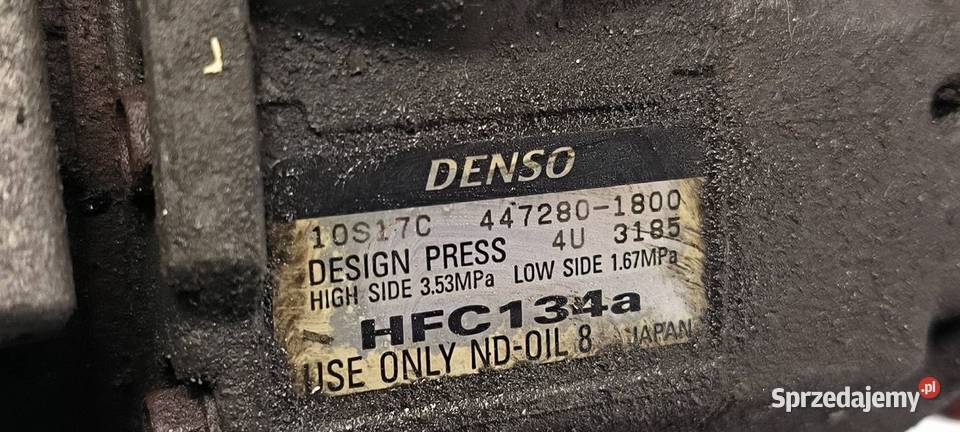 DENSO
10S17C 447280-1800
DESIGN PRESS 4U 3185
HIGH SIDE 3.53MPa LOW SIDE 1.67MPa
HFC134a
USE ONLY ND-OIL 8 JAPAN
Sprzedajemy.pl